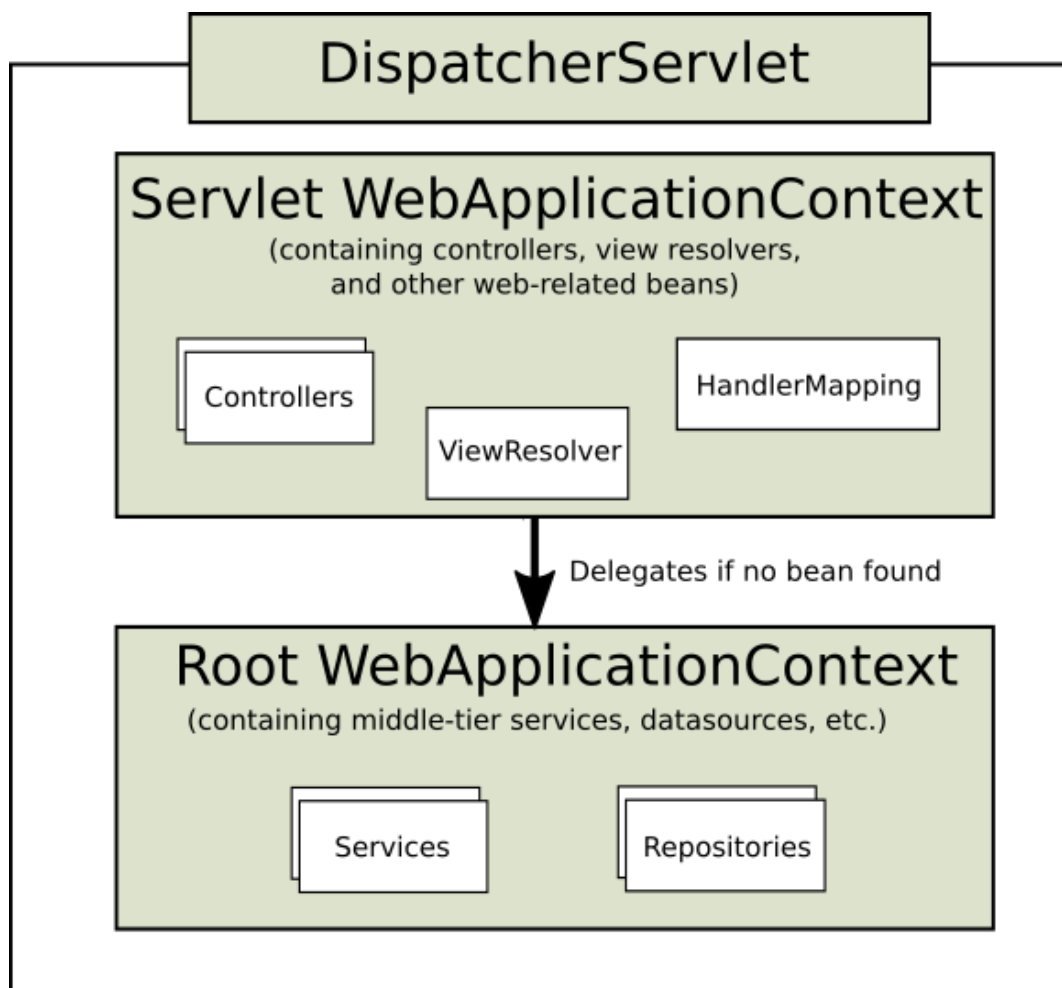 DispatcherServlet
Servlet WebApplicationContext
(containing controllers, view resolvers,
and other web-related beans)
Controllers
HandlerMapping
ViewResolver
Delegates if no bean found
Root WebApplicationContext
(containing middle-tier services, datasources, etc.)
Services
Repositories